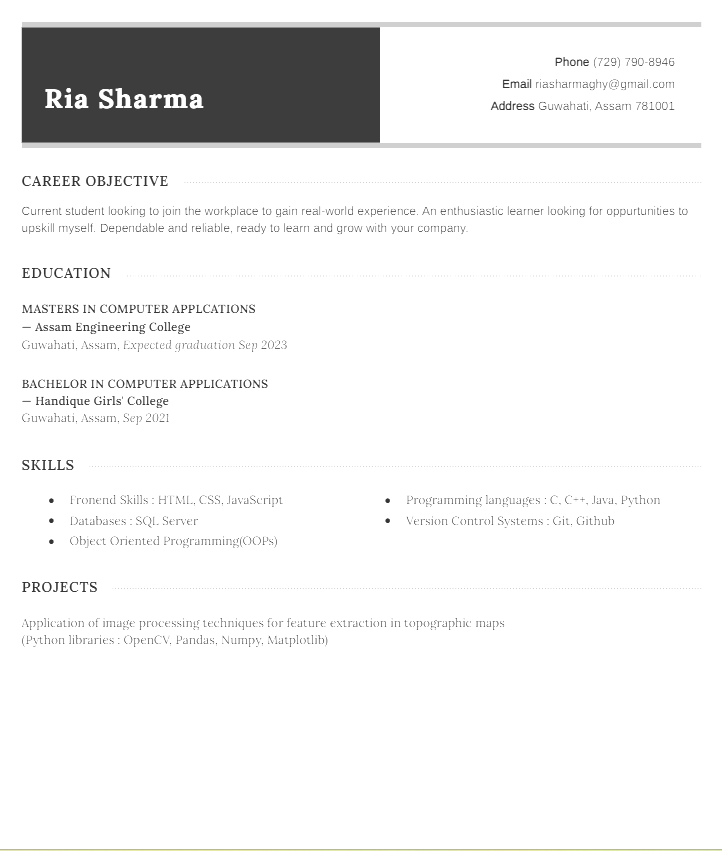 Ria Sharma
Phone (729) 790-8946
Email riasharmaghy@gmail.com
Address Guwahati, Assam 781001
CAREER OBJECTIVE
Current student looking to join the workplace to gain real-world experience. An enthusiastic learner looking for oppurtunities to
upskill myself. Dependable and reliable, ready to learn and grow with your company.
EDUCATION
MASTERS IN COMPUTER APPLCATIONS
— Assam Engineering College
Guwahati, Assam, Expected graduation Sep 2023
BACHELOR IN COMPUTER APPLICATIONS
— Handique Girls' College
Guwahati, Assam, Sep 2021
SKILLS
• Fronend Skills : HTML, CSS, JavaScript
• Databases : SQL Server
• Object Oriented Programming(OOPs)
• Programming languages : C, C++, Java, Python
• Version Control Systems : Git, Github
PROJECTS
Application of image processing techniques for feature extraction in topographic maps
(Python libraries : OpenCV, Pandas, Numpy, Matplotlib)